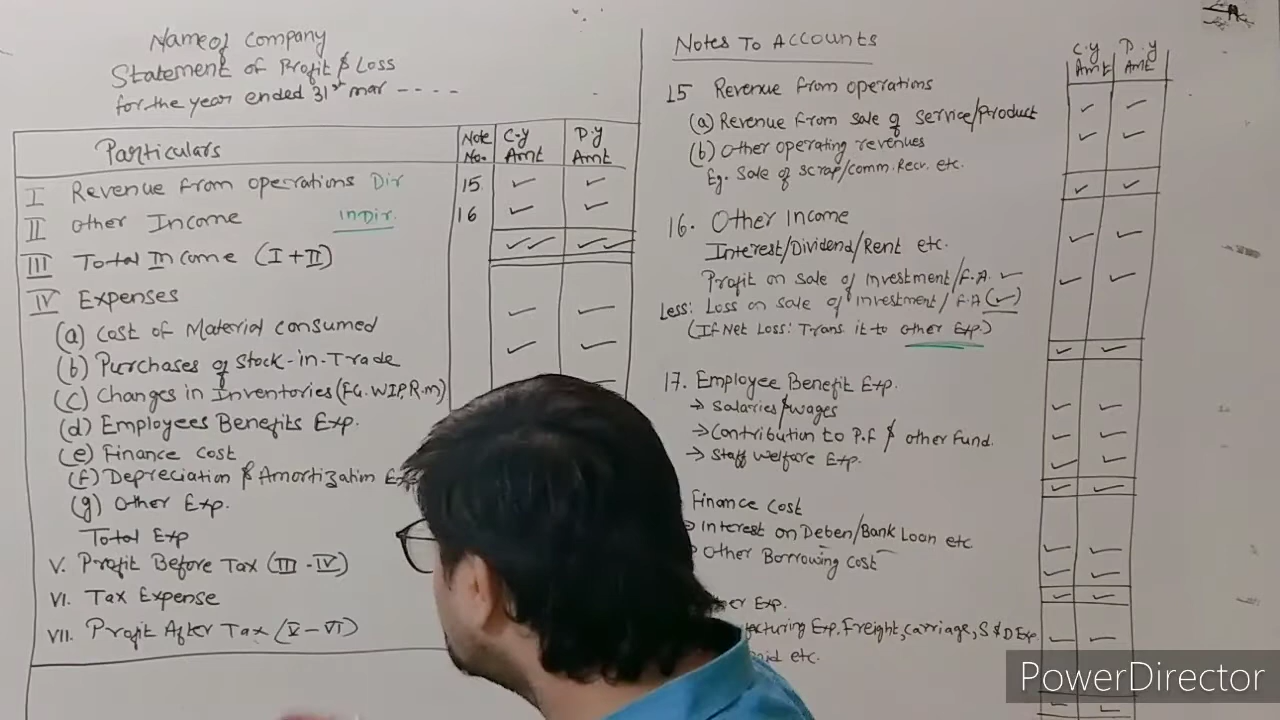 Name of Company
Statement of Profit & Loss
for the year ended 31st mar ----
Particulars
Note No.
C.Y Amt
P.Y Amt
I Revenue from operations Dir 15
II Other Income InDir. 16
III Total Income (I+II)
IV Expenses
(a) Cost of Material Consumed
(b) Purchases of Stock-in-Trade
(c) Changes in Inventories (F.G. WIP, R.m)
(d) Employees Benefits Exp.
(e) Finance Cost
(f) Depreciation & Amortization
(g) Other Exp.
Total Exp
V. Profit Before Tax (III-IV)
VI. Tax Expense
VII. Profit After Tax (V-VI)
Notes To Accounts
C.Y Amt
P.Y Amt
15 Revenue from operations
(a) Revenue from sale of service/Product
(b) Other operating revenues
Eg. Sale of scrap/comm. Recv. etc.
16. Other Income
Interest/Dividend/Rent etc.
Profit on sale of investment/F.A.
Less: Loss on sale of investment/F.A
(If Net Loss: Trans it to other Exp.)
17. Employee Benefit Exp.
→ Salaries & wages
→ Contribution to P.F & other Fund.
→ Staff welfare Exp.
Finance Cost
Interest on Deben/Bank Loan etc
Other Borrowing Cost
Exp.
Exp. Freight, carriage, S & D Exp.
etc.
PowerDirector